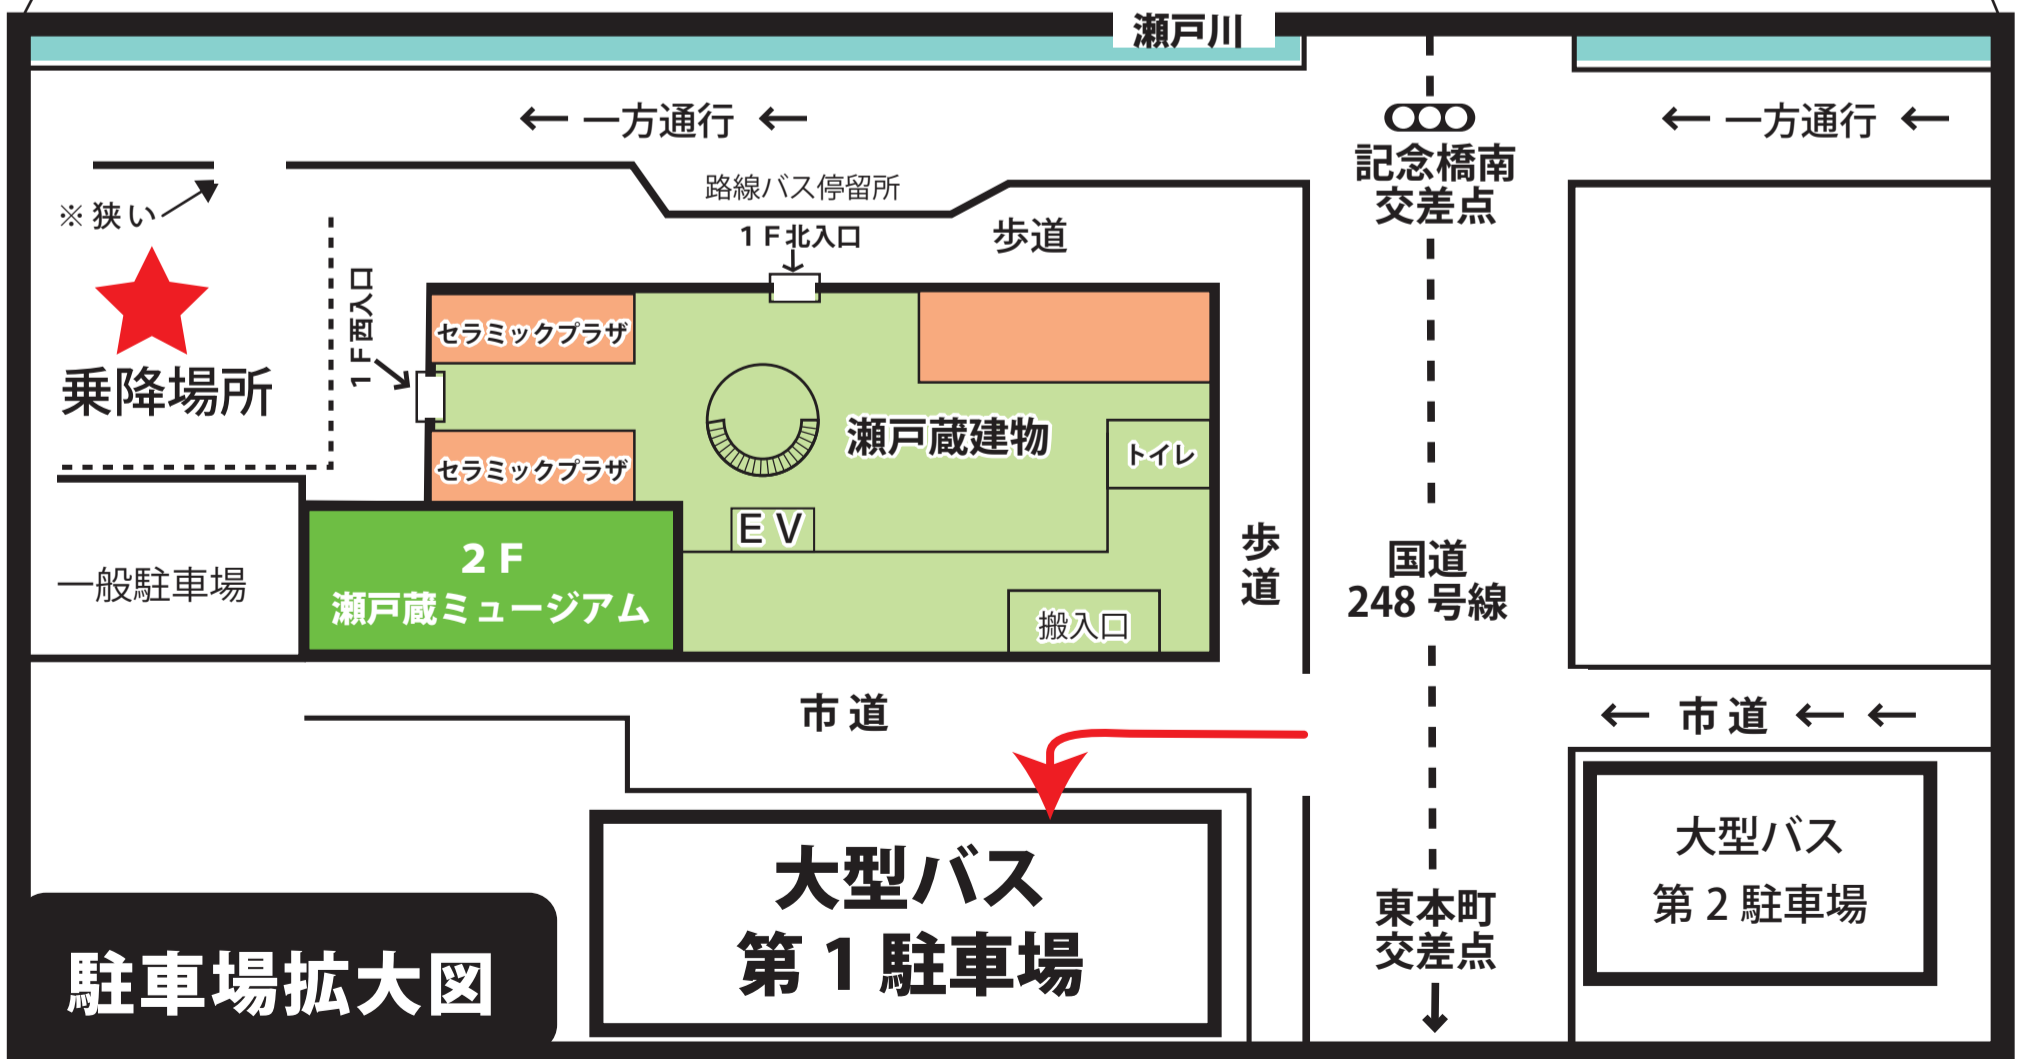 瀬戸川
← 一方通行 ←
← 一方通行 ←
記念橋南
交差点
路線バス停留所
※狭い
1F北入口
歩道
1F西入口
セラミックプラザ
乗降場所
瀬戸蔵建物
トイレ
セラミックプラザ
EV
2F
瀬戸蔵ミュージアム
一般駐車場
搬入口
歩道
国道
248号線
市道
← 市道 ← ←
大型バス
第1駐車場
大型バス
第2駐車場
東本町
交差点
駐車場拡大図